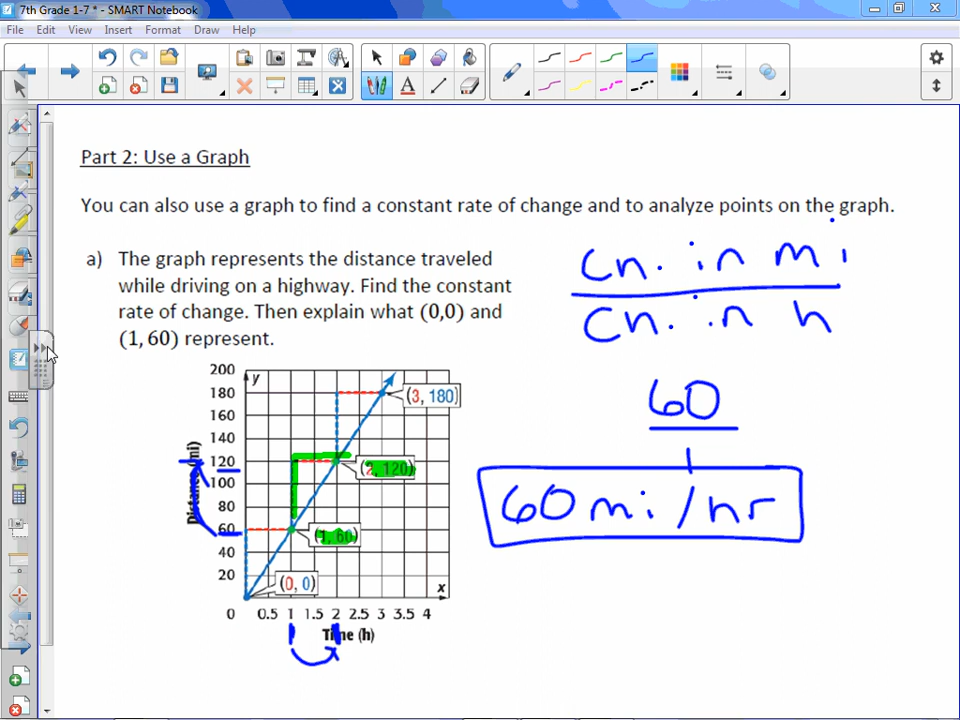 7th Grade 1-7 * - SMART Notebook
File Edit View Insert Format Draw Help
Part 2: Use a Graph
You can also use a graph to find a constant rate of change and to analyze points on the graph.
a) The graph represents the distance traveled
while driving on a highway. Find the constant
rate of change. Then explain what (0,0) and
(1, 60) represent.
Ch. in mi
Ch. in h
60
1
60 mi/hr
200
180
160
140
120
100
80
60
40
20
0 0.5 1 1.5 2 2.5 3 3.5 4
y
x
(3, 180)
(2, 120)
(1, 60)
(0, 0)
Distance (mi)
Time (h)